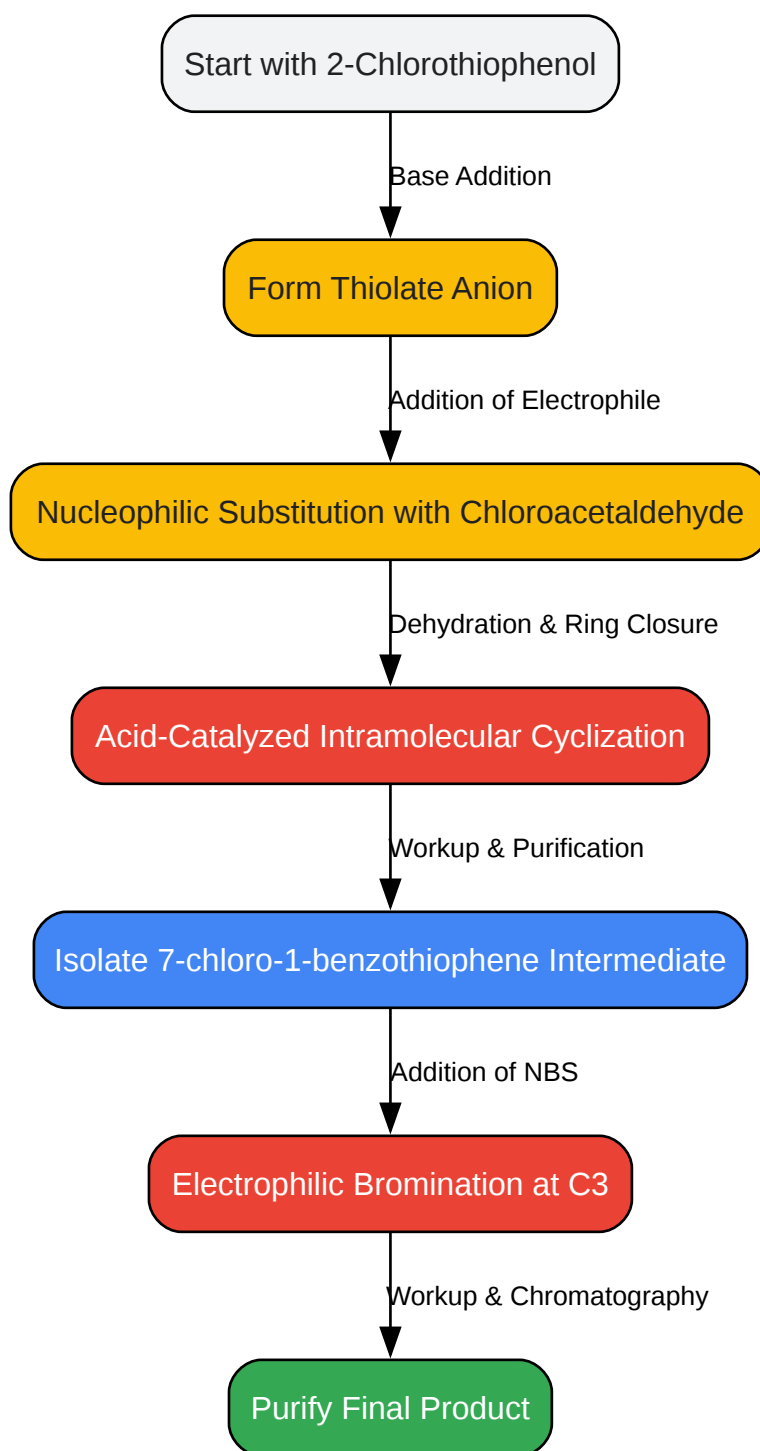 Start with 2-Chlorothiophenol
Base Addition
Form Thiolate Anion
Addition of Electrophile
Nucleophilic Substitution with Chloroacetaldehyde
Dehydration & Ring Closure
Acid-Catalyzed Intramolecular Cyclization
Workup & Purification
Isolate 7-chloro-1-benzothiophene Intermediate
Addition of NBS
Electrophilic Bromination at C3
Workup & Chromatography
Purify Final Product